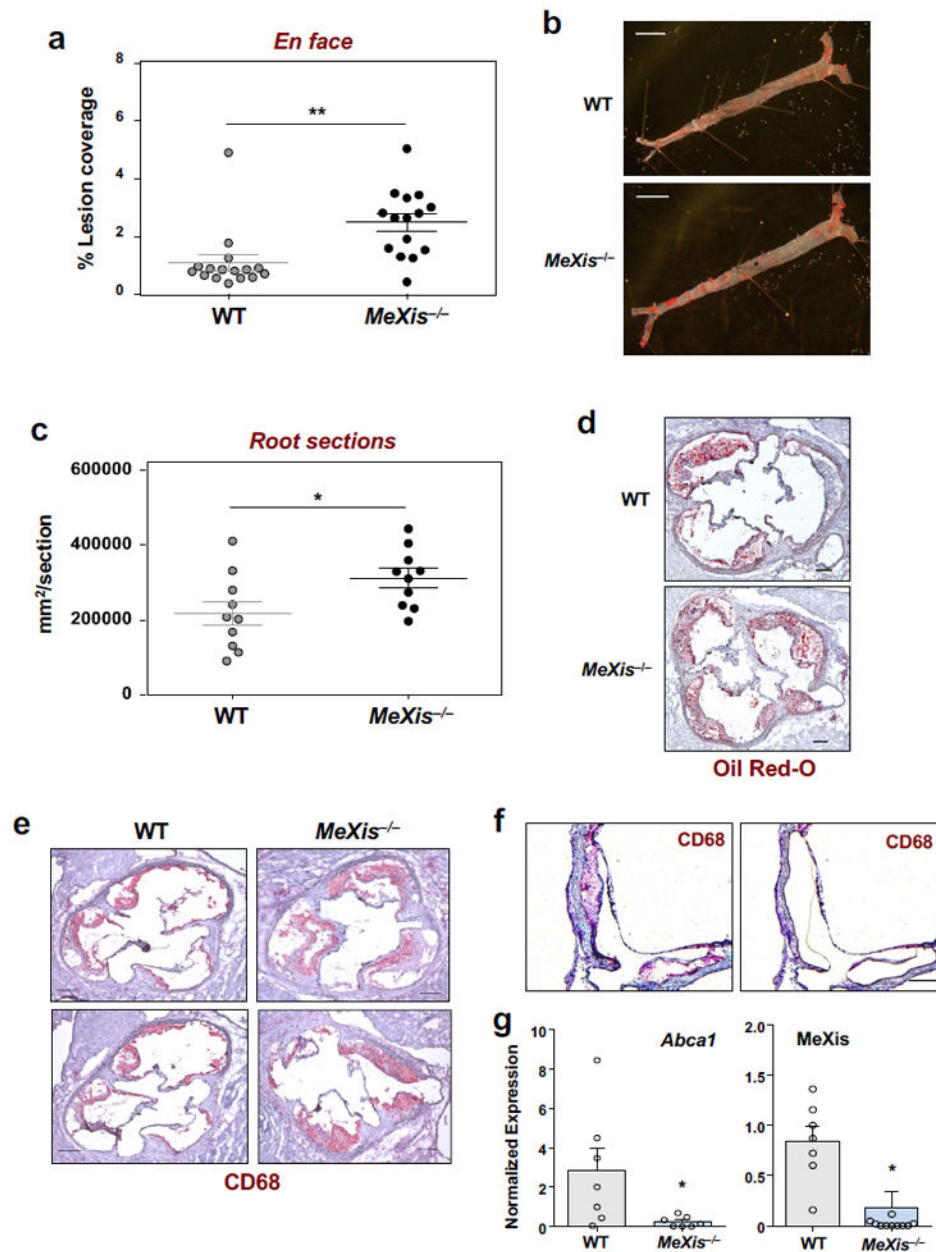 a
En face
% Lesion coverage
8
6
4
2
0
**
WT
MeXis–/–
b
WT
MeXis–/–
c
Root sections
mm2/section
600000
400000
200000
0
*
WT
MeXis–/–
d
WT
MeXis–/–
Oil Red-O
e
WT
MeXis–/–
CD68
f
CD68
CD68
g
Normalized Expression
Abca1
10
8
6
4
2
0
*
WT
MeXis–/–
MeXis
2.0
1.5
1.0
0.5
0
*
WT
MeXis–/–